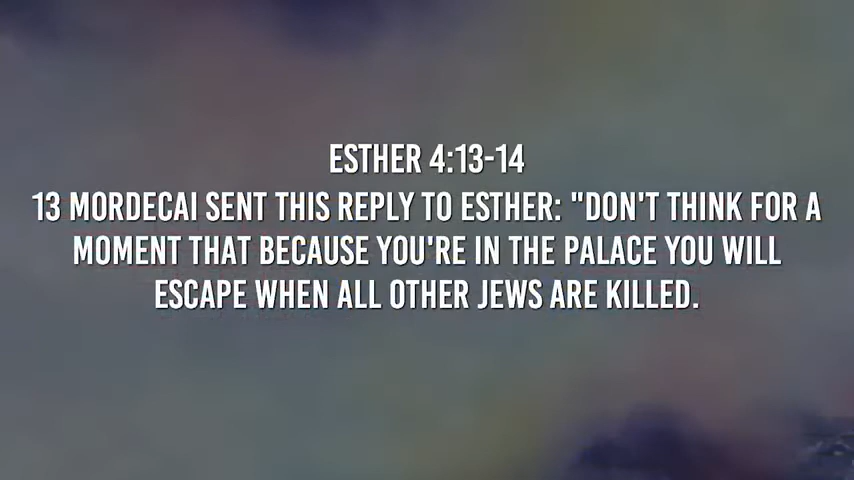 ESTHER 4:13-14
13 MORDECAI SENT THIS REPLY TO ESTHER: "DON'T THINK FOR A
MOMENT THAT BECAUSE YOU'RE IN THE PALACE YOU WILL
ESCAPE WHEN ALL OTHER JEWS ARE KILLED.